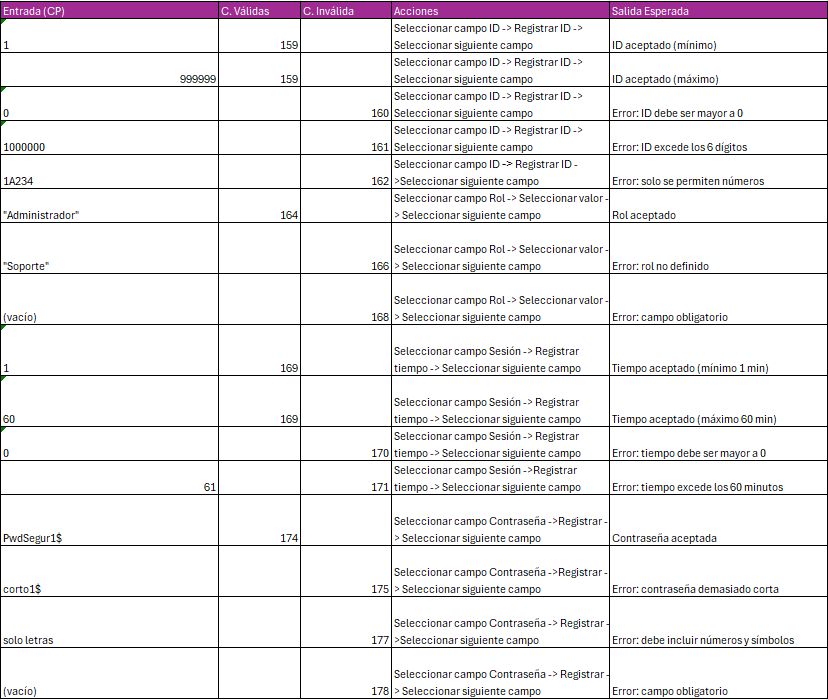 Entrada (CP) C. Válidas C. Inválida Acciones Salida Esperada
Seleccionar campo ID -> Registrar ID ->
1 159 Seleccionar siguiente campo ID aceptado (mínimo)
Seleccionar campo ID -> Registrar ID ->
999999 159 Seleccionar siguiente campo ID aceptado (máximo)
Seleccionar campo ID -> Registrar ID ->
0 160 Seleccionar siguiente campo Error: ID debe ser mayor a 0
Seleccionar campo ID -> Registrar ID ->
1000000 161 Seleccionar siguiente campo Error: ID excede los 6 dígitos
Seleccionar campo ID -> Registrar ID -
1A234 162 >Seleccionar siguiente campo Error: solo se permiten números
Seleccionar campo Rol -> Seleccionar valor -
"Administrador" 164 > Seleccionar siguiente campo Rol aceptado
Seleccionar campo Rol -> Seleccionar valor -
"Soporte" 166 > Seleccionar siguiente campo Error: rol no definido
Seleccionar campo Rol -> Seleccionar valor -
(vacío) 168 > Seleccionar siguiente campo Error: campo obligatorio
Seleccionar campo Sesión -> Registrar
1 169 tiempo -> Seleccionar siguiente campo Tiempo aceptado (mínimo 1 min)
Seleccionar campo Sesión -> Registrar
60 169 tiempo -> Seleccionar siguiente campo Tiempo aceptado (máximo 60 min)
Seleccionar campo Sesión -> Registrar
0 170 tiempo -> Seleccionar siguiente campo Error: tiempo debe ser mayor a 0
Seleccionar campo Sesión ->Registrar
61 171 tiempo -> Seleccionar siguiente campo Error: tiempo excede los 60 minutos
Seleccionar campo Contraseña ->Registrar -
PwdSegur1$ 174 > Seleccionar siguiente campo Contraseña aceptada
Seleccionar campo Contraseña ->Registrar -
corto1$ 175 > Seleccionar siguiente campo Error: contraseña demasiado corta
Seleccionar campo Contraseña -> Registrar -
solo letras 177 >Seleccionar siguiente campo Error: debe incluir números y símbolos
Seleccionar campo Contraseña -> Registrar -
(vacío) 178 > Seleccionar siguiente campo Error: campo obligatorio